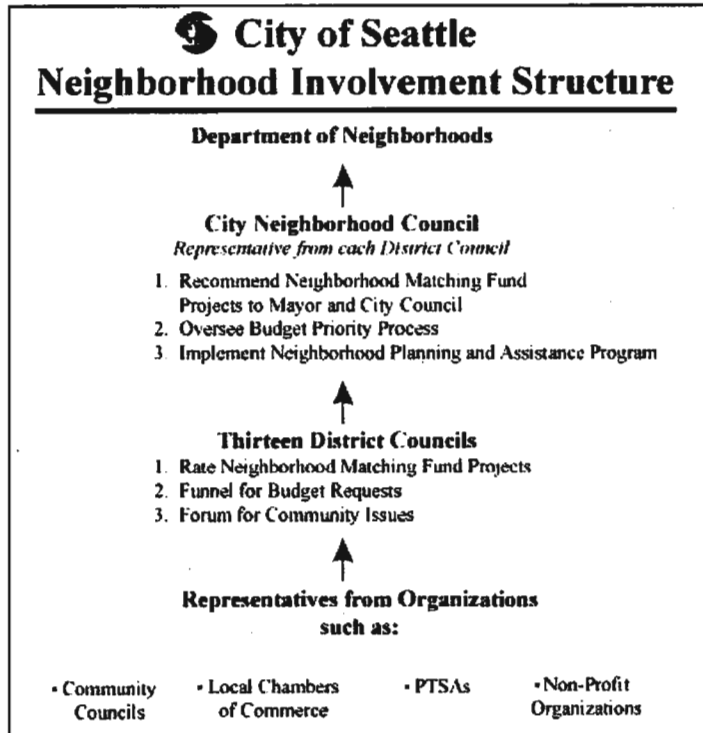 City of Seattle
Neighborhood Involvement Structure
Department of Neighborhoods
City Neighborhood Council
Representative from each District Council
1. Recommend Neighborhood Matching Fund
Projects to Mayor and City Council
2. Oversee Budget Priority Process
3. Implement Neighborhood Planning and Assistance Program
Thirteen District Councils
1. Rate Neighborhood Matching Fund Projects
2. Funnel for Budget Requests
3. Forum for Community Issues
Representatives from Organizations
such as:
▪ Community ▪ Local Chambers ▪ PTSAs ▪ Non-Profit
Councils of Commerce Organizations